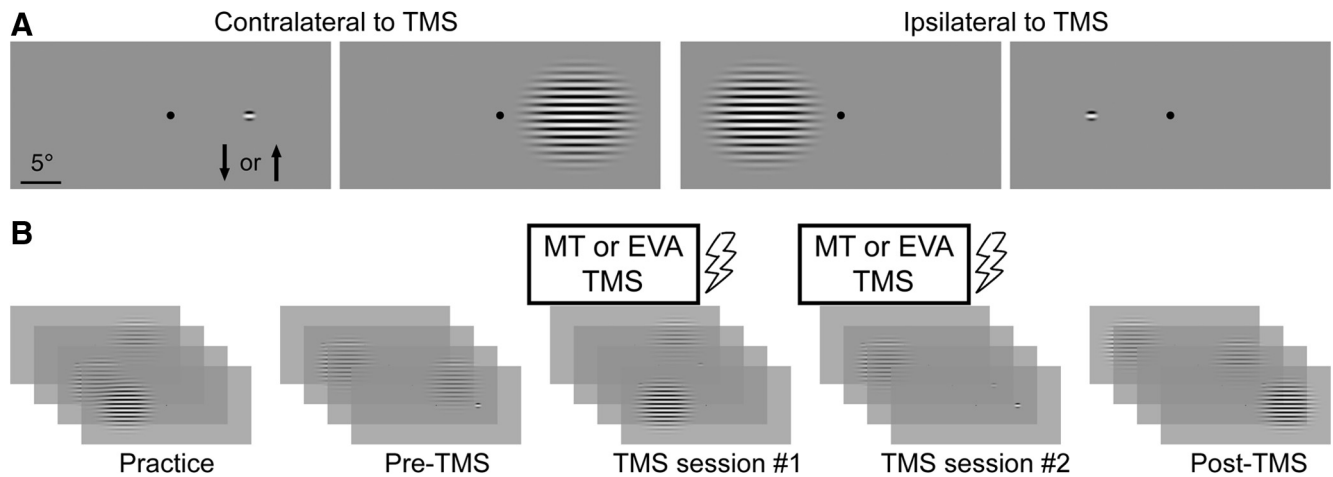 A
Contralateral to TMS
Ipsilateral to TMS
5°
or
B
MT or EVA
TMS
MT or EVA
TMS
Practice
Pre-TMS
TMS session #1
TMS session #2
Post-TMS